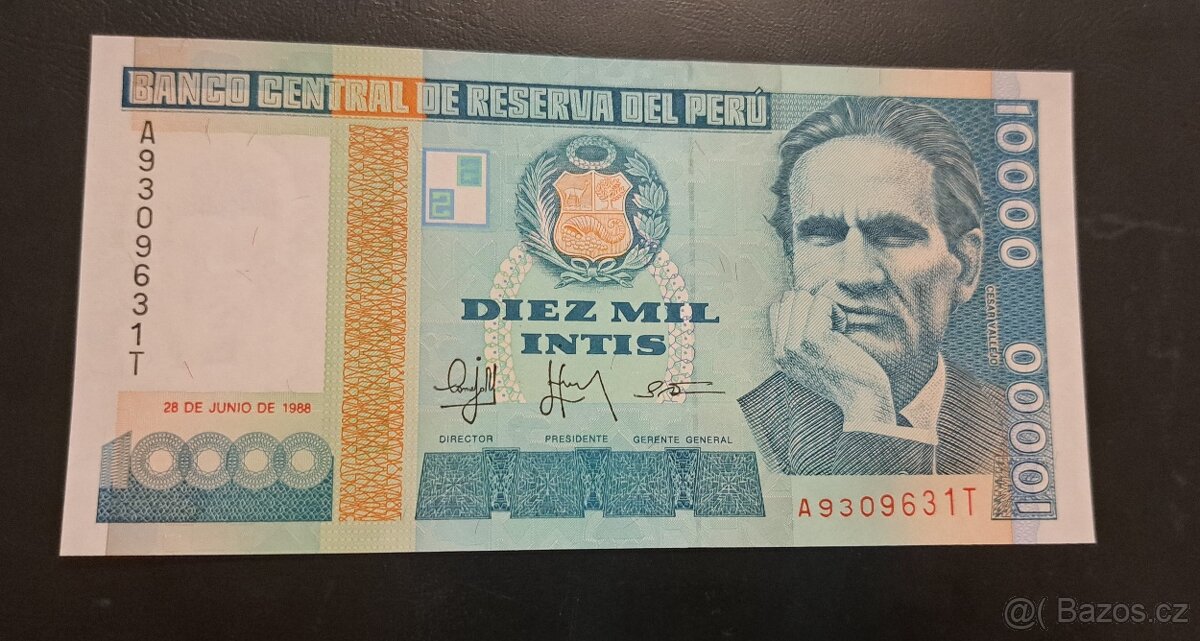 BANCO CENTRAL DE RESERVA DEL PERÚ
A9309631T
28 DE JUNIO DE 1988
10000
DIEZ MIL
INTIS
DIRECTOR PRESIDENTE GERENTE GENERAL
CESAR VALLEJO
10000
10000
A9309631T
@( Bazos.cz